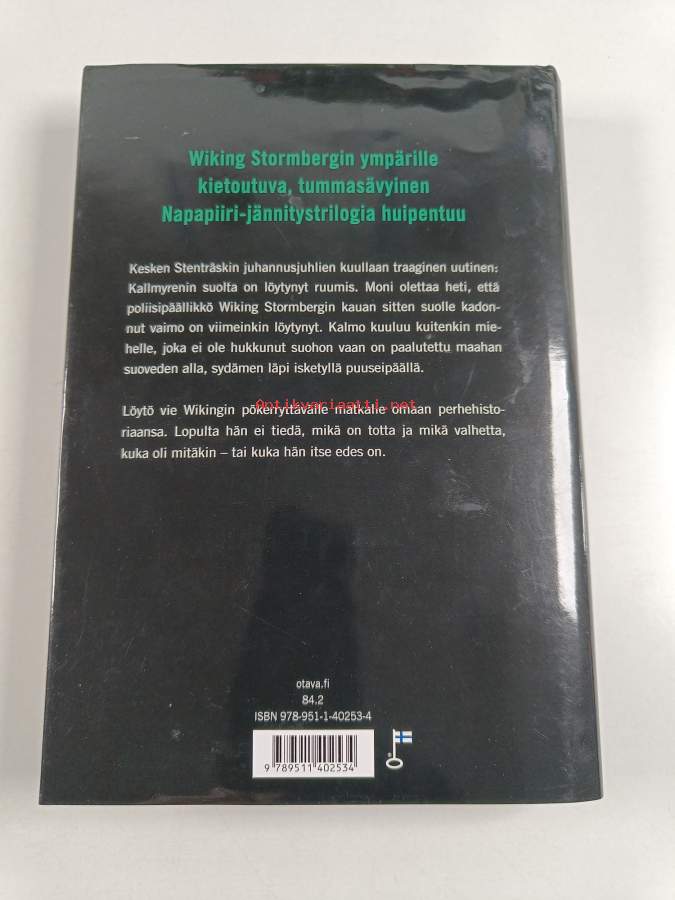 Wiking Stormbergin ympärille
kietoutuva, tummasävyinen
Napapiiri-jännitystrilogia huipentuu
Kesken Stenträskin juhannusjuhlien kuullaan traaginen uutinen:
Kallmyrenin suolta on löytynyt ruumis. Moni olettaa heti, että
poliisipäällikkö Wiking Stormbergin kauan sitten suolle kadon-
nut vaimo on viimeinkin löytynyt. Kalmo kuuluu kuitenkin mie-
helle, joka ei ole hukkunut suohon vaan on paalutettu maahan
suoveden alla, sydämen läpi isketyllä puuseipäällä.
Antikvariaatti.net
Löytö vie Wikingin pökerryttävälle matkalle omaan perhehisto-
riaansa. Lopulta hän ei tiedä, mikä on totta ja mikä valhetta,
kuka oli mitäkin – tai kuka hän itse edes on.
otava.fi
84.2
ISBN 978-951-1-40253-4
9 789511 402534